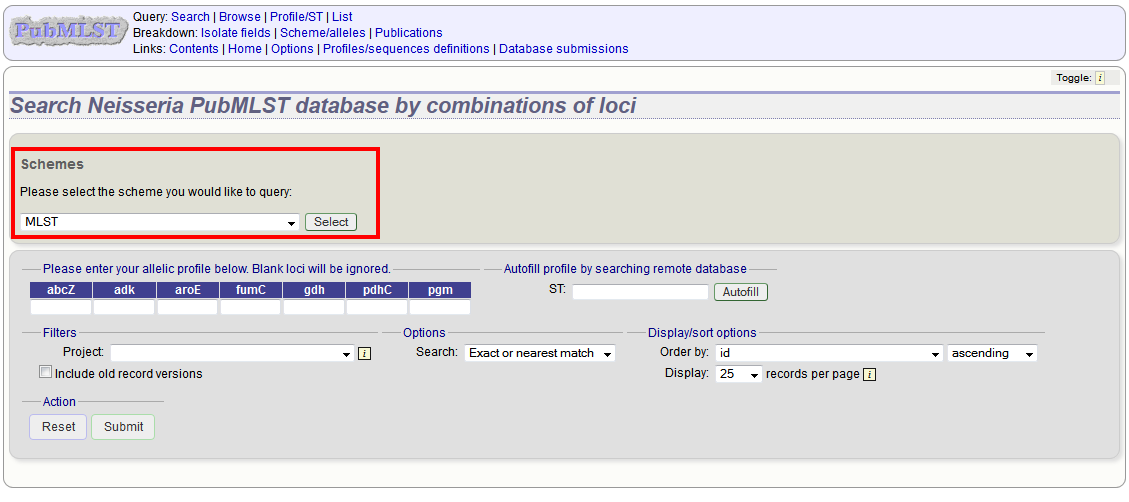 PubMLST
Query: Search | Browse | Profile/ST | List
Breakdown: Isolate fields | Scheme/alleles | Publications
Links: Contents | Home | Options | Profiles/sequences definitions | Database submissions
Toggle: i
Search Neisseria PubMLST database by combinations of loci
Schemes
Please select the scheme you would like to query:
MLST Select
Please enter your allelic profile below. Blank loci will be ignored.
abcZ adk aroE fumC gdh pdhC pgm
Autofill profile by searching remote database
ST: Autofill
Filters
Project: i
Include old record versions
Options
Search: Exact or nearest match
Display/sort options
Order by: id ascending
Display: 25 records per page i
Action
Reset Submit